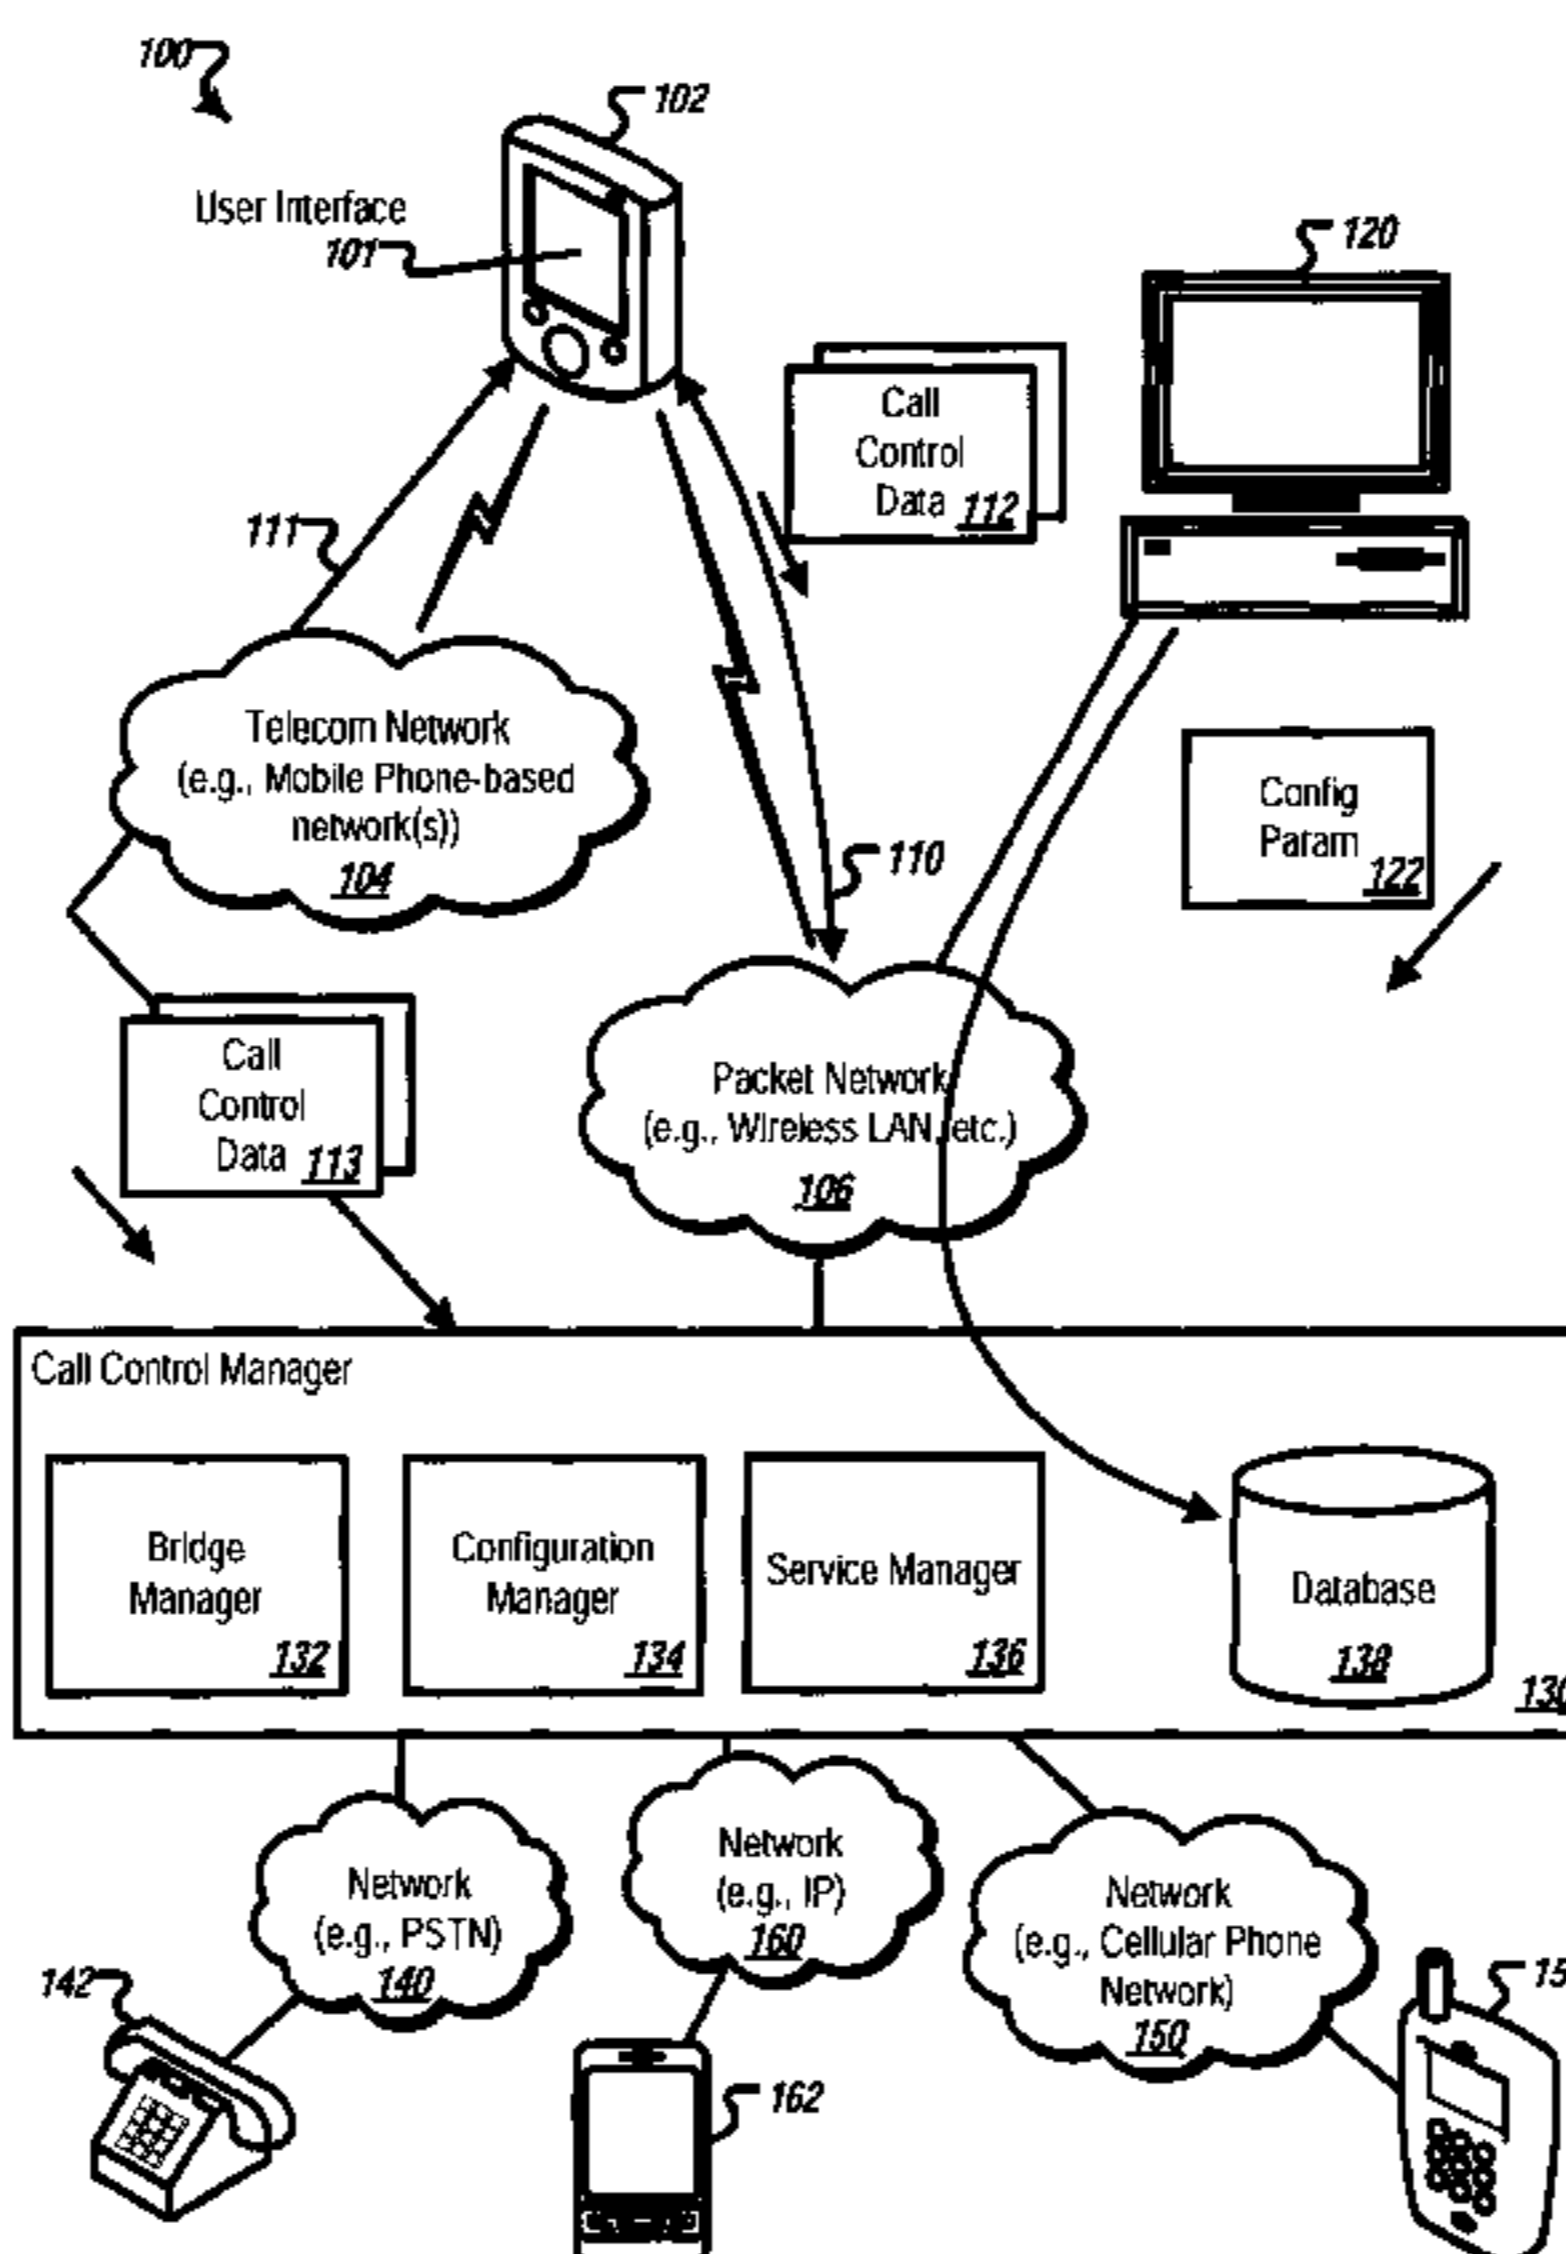 100
102
User Interface
101
120
Call
Control
Data 112
111
Telecom Network
(e.g., Mobile Phone-based
network(s))
104
110
Config
Param
122
Call
Control
Data 113
Packet Network
(e.g., Wireless LAN, etc.)
106
Call Control Manager
Bridge
Manager
132
Configuration
Manager
134
Service Manager
136
Database
138
130
Network
(e.g., PSTN)
140
Network
(e.g., IP)
160
Network
(e.g., Cellular Phone
Network)
150
142
162